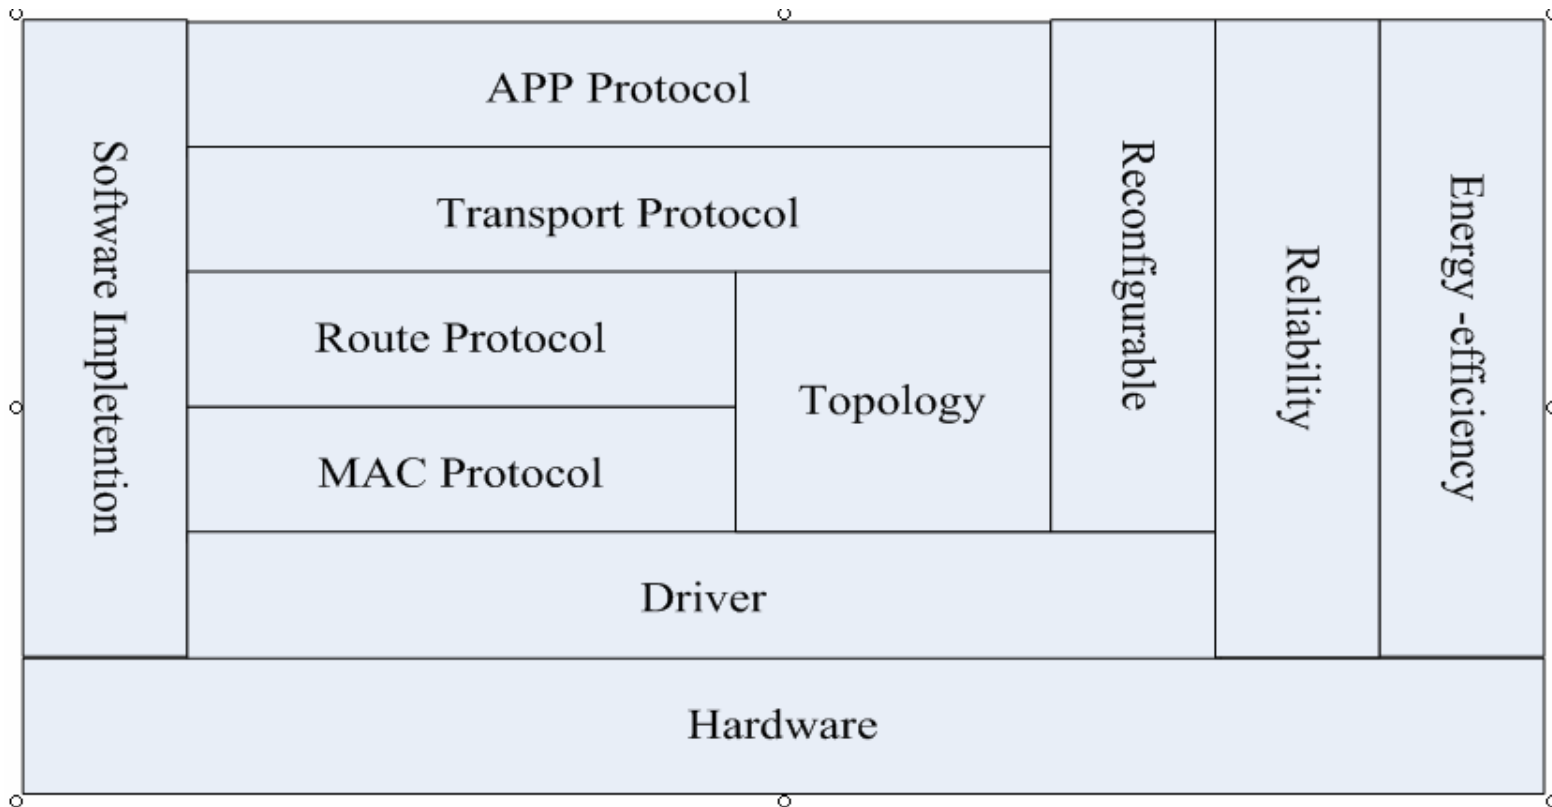 Software Impletention
APP Protocol
Transport Protocol
Route Protocol
MAC Protocol
Topology
Reconfigurable
Reliability
Energy -efficiency
Driver
Hardware